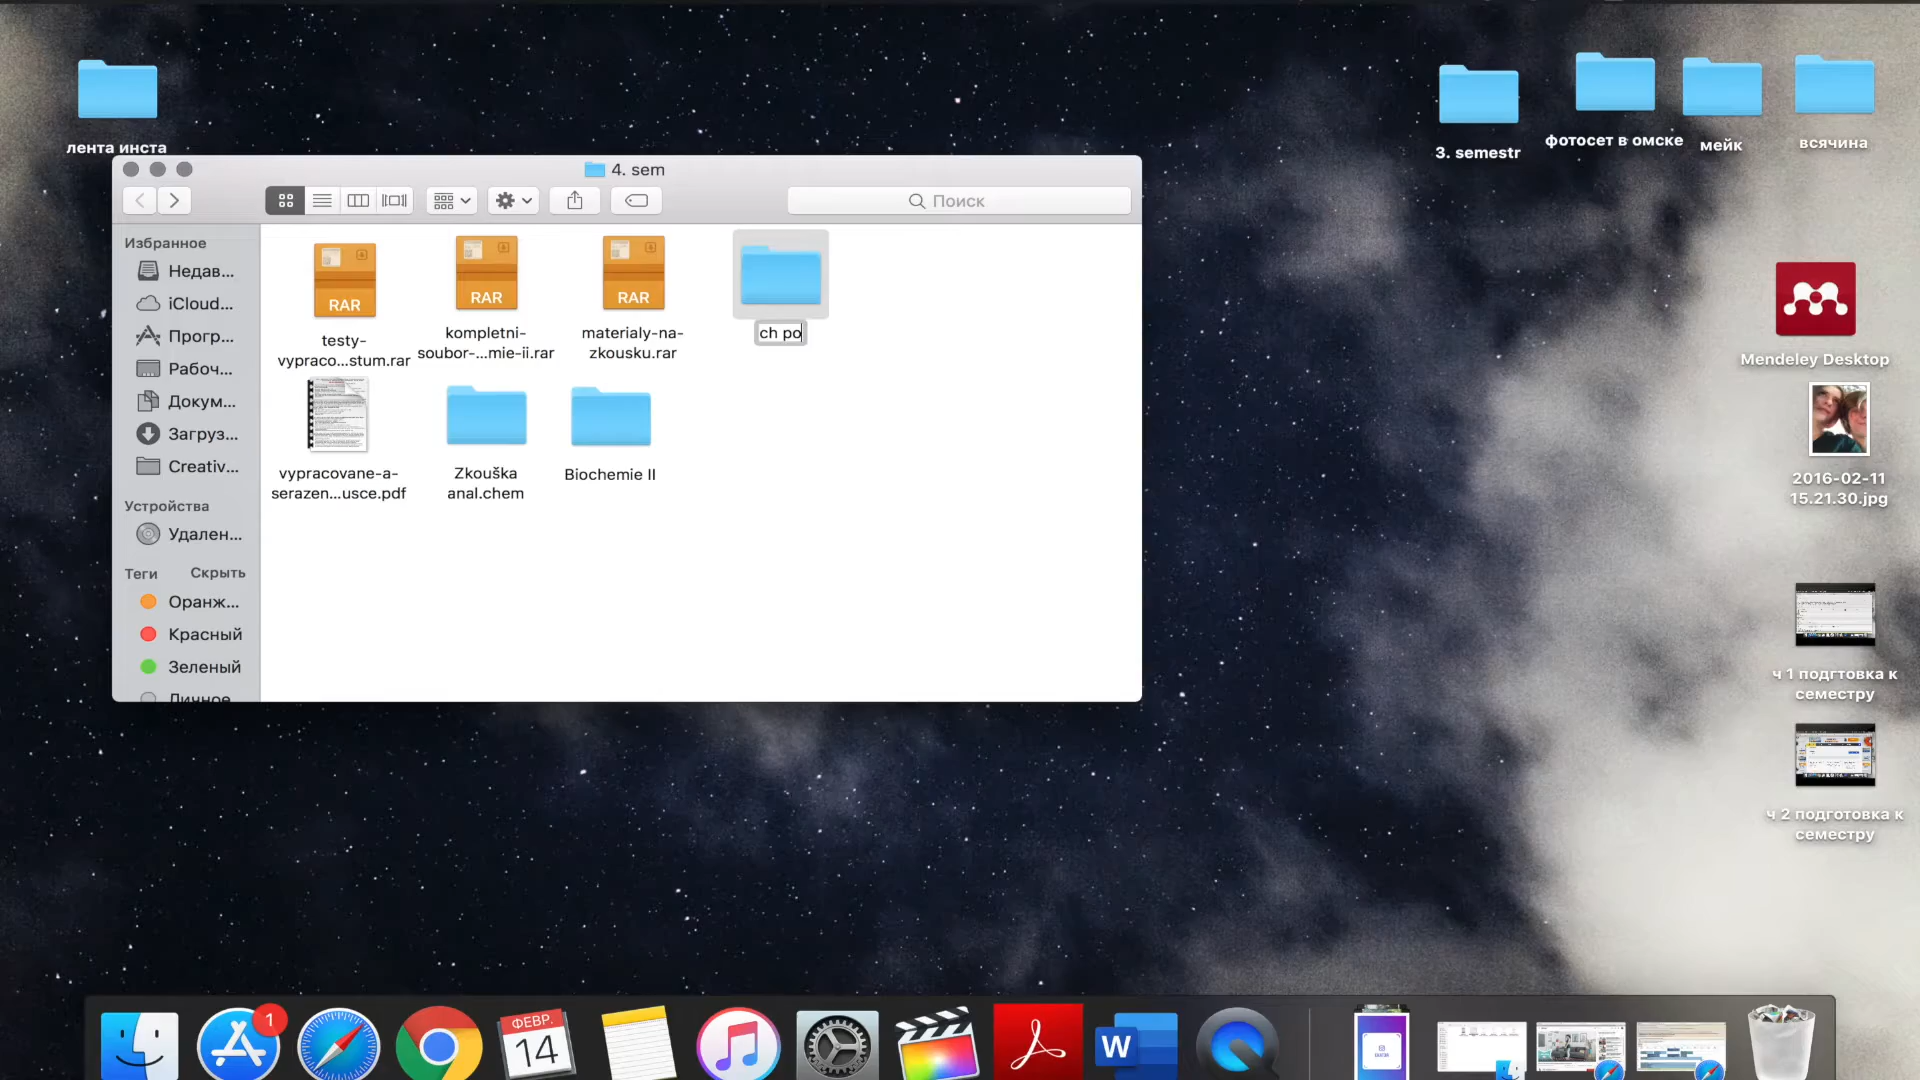 лента инста
3. semestr
фотосет в омске
мейк
всячина
4. sem
Поиск
Избранное
Недав...
iCloud...
Прогр...
Рабоч...
Докум...
Загруз...
Creativ...
Устройства
Удален...
Теги
Скрыть
Оранж...
Красный
Зеленый
Личное
RAR
testy-
vypraco...stum.rar
RAR
kompletni-
soubor-...mie-ii.rar
RAR
materialy-na-
zkousku.rar
ch po
vypracovane-a-
serazen...usce.pdf
Zkouška
anal.chem
Biochemie II
Mendeley Desktop
2016-02-11
15.21.30.jpg
ч 1 подгтовка к
семестру
ч 2 подготовка к
семестру
1
ФЕВР.
14
W